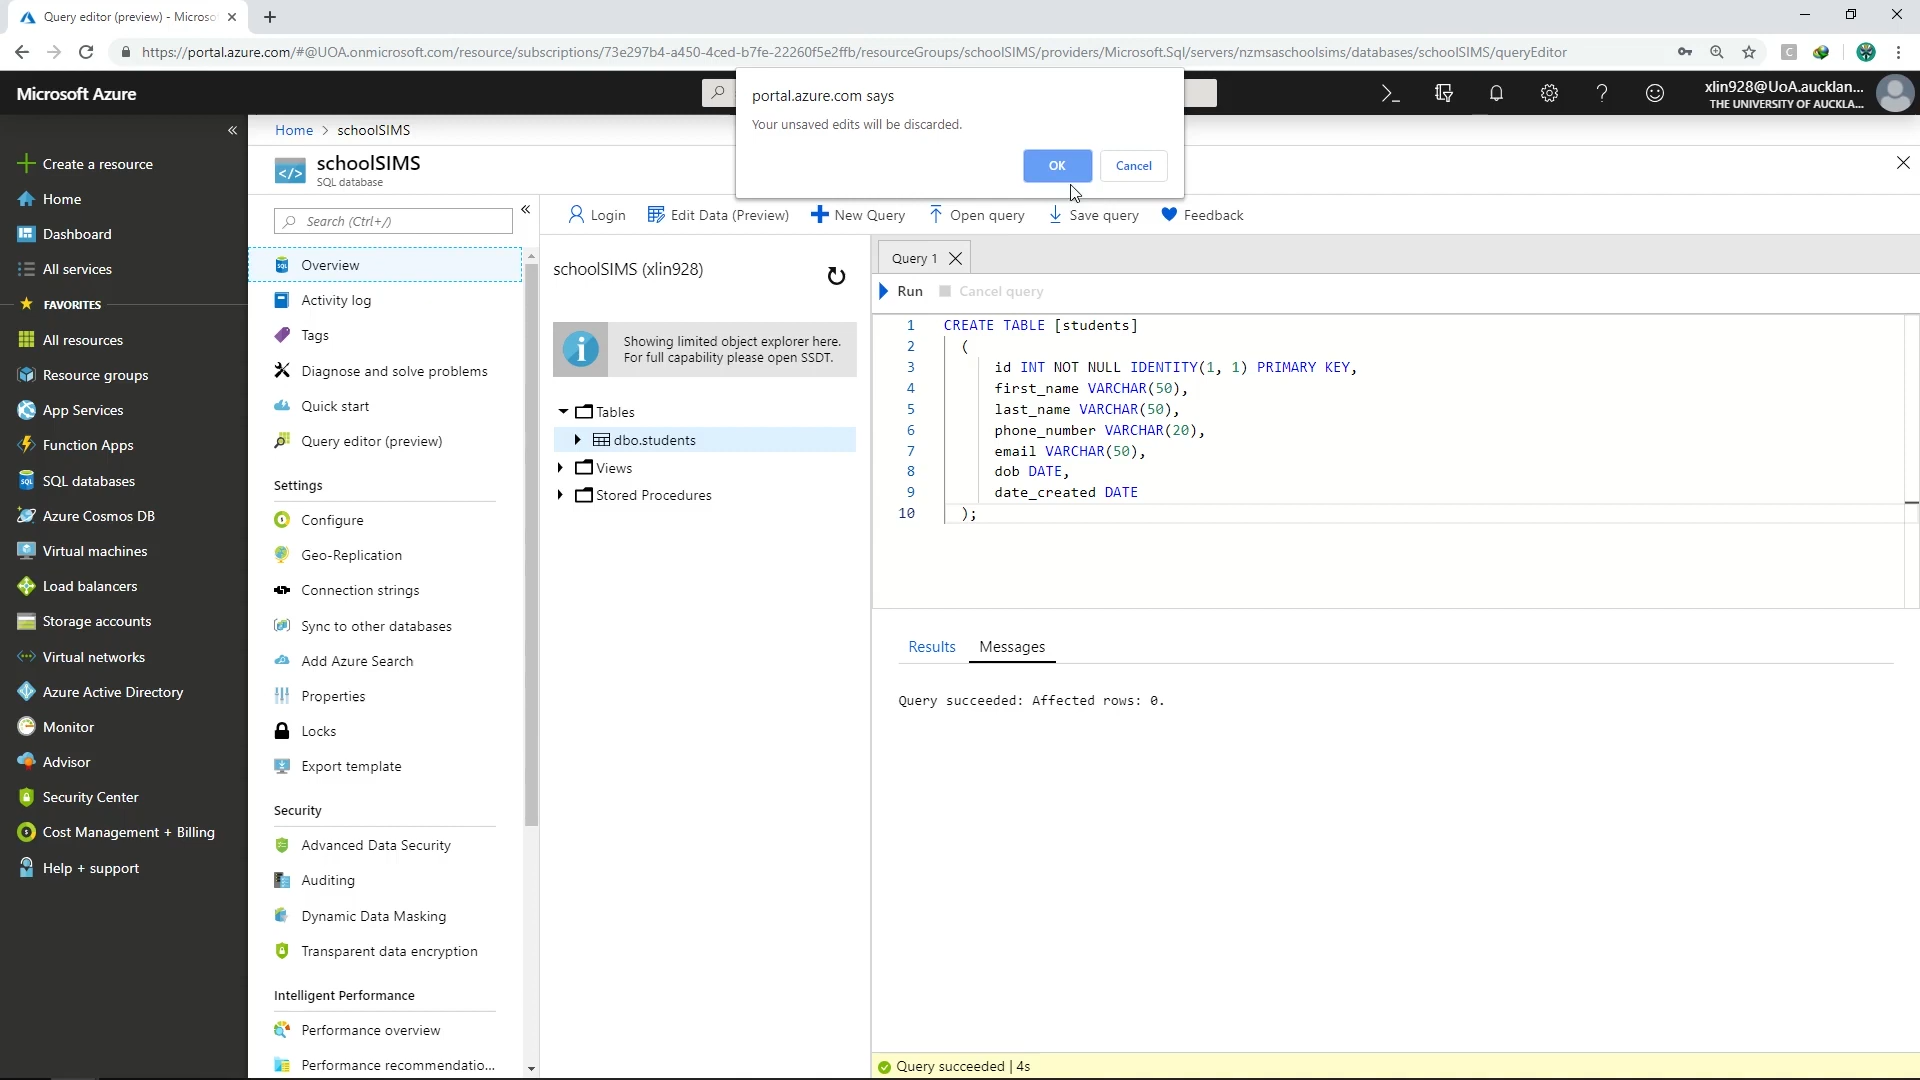 Query editor (preview) - Microso
https://portal.azure.com/#@UOA.onmicrosoft.com/resource/subscriptions/73e297b4-a450-4ced-b7fe-22260f5e2ffb/resourceGroups/schoolSIMS/providers/Microsoft.Sql/servers/nzmsaschoolsims/databases/schoolSIMS/queryEditor
Microsoft Azure
portal.azure.com says
Your unsaved edits will be discarded.
OK
Cancel
xlin928@UoA.aucklan...
THE UNIVERSITY OF AUCKLA...
Create a resource
Home
Dashboard
All services
FAVORITES
All resources
Resource groups
App Services
Function Apps
SQL databases
Azure Cosmos DB
Virtual machines
Load balancers
Storage accounts
Virtual networks
Azure Active Directory
Monitor
Advisor
Security Center
Cost Management + Billing
Help + support
Home > schoolSIMS
schoolSIMS
SQL database
Search (Ctrl+/)
Overview
Activity log
Tags
Diagnose and solve problems
Quick start
Query editor (preview)
Settings
Configure
Geo-Replication
Connection strings
Sync to other databases
Add Azure Search
Properties
Locks
Export template
Security
Advanced Data Security
Auditing
Dynamic Data Masking
Transparent data encryption
Intelligent Performance
Performance overview
Performance recommendatio...
Login
Edit Data (Preview)
New Query
Open query
Save query
Feedback
schoolSIMS (xlin928)
Showing limited object explorer here.
For full capability please open SSDT.
Tables
dbo.students
Views
Stored Procedures
Query 1
Run
Cancel query
1 CREATE TABLE [students]
2 (
3 id INT NOT NULL IDENTITY(1, 1) PRIMARY KEY,
4 first_name VARCHAR(50),
5 last_name VARCHAR(50),
6 phone_number VARCHAR(20),
7 email VARCHAR(50),
8 dob DATE,
9 date_created DATE
10 );
Results
Messages
Query succeeded: Affected rows: 0.
Query succeeded | 4s